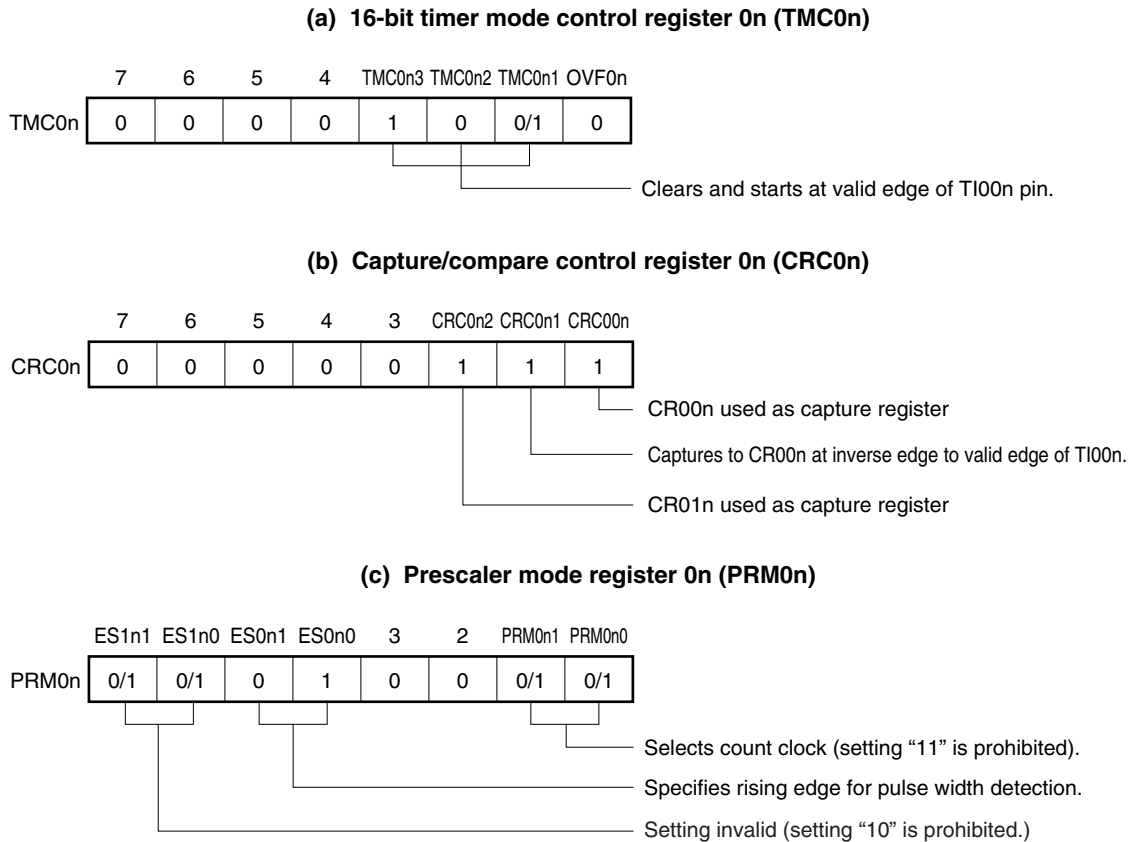 (a) 16-bit timer mode control register 0n (TMC0n)
7 6 5 4 TMC0n3 TMC0n2 TMC0n1 OVF0n
TMC0n 0 0 0 0 1 0 0/1 0
Clears and starts at valid edge of TI00n pin.
(b) Capture/compare control register 0n (CRC0n)
7 6 5 4 3 CRC0n2 CRC0n1 CRC00n
CRC0n 0 0 0 0 0 1 1 1
CR00n used as capture register
Captures to CR00n at inverse edge to valid edge of TI00n.
CR01n used as capture register
(c) Prescaler mode register 0n (PRM0n)
ES1n1 ES1n0 ES0n1 ES0n0 3 2 PRM0n1 PRM0n0
PRM0n 0/1 0/1 0 1 0 0 0/1 0/1
Selects count clock (setting “11” is prohibited).
Specifies rising edge for pulse width detection.
Setting invalid (setting “10” is prohibited.)